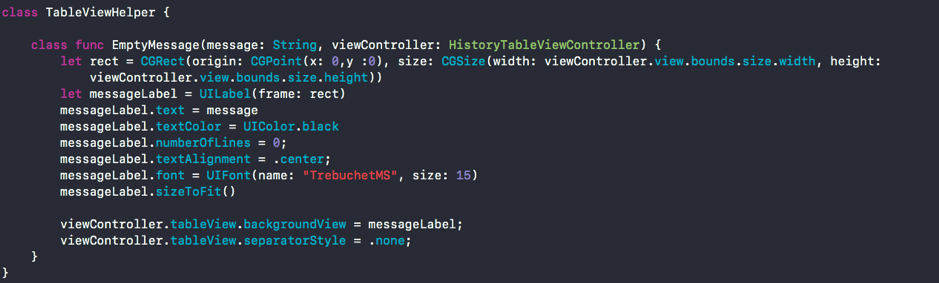 class TableViewHelper {
class func EmptyMessage(message: String, viewController: HistoryTableViewController) {
let rect = CGRect(origin: CGPoint(x: 0,y :0), size: CGSize(width: viewController.view.bounds.size.width, height:
viewController.view.bounds.size.height))
let messageLabel = UILabel(frame: rect)
messageLabel.text = message
messageLabel.textColor = UIColor.black
messageLabel.numberOfLines = 0;
messageLabel.textAlignment = .center;
messageLabel.font = UIFont(name: "TrebuchetMS", size: 15)
messageLabel.sizeToFit()
viewController.tableView.backgroundView = messageLabel;
viewController.tableView.separatorStyle = .none;
}
}